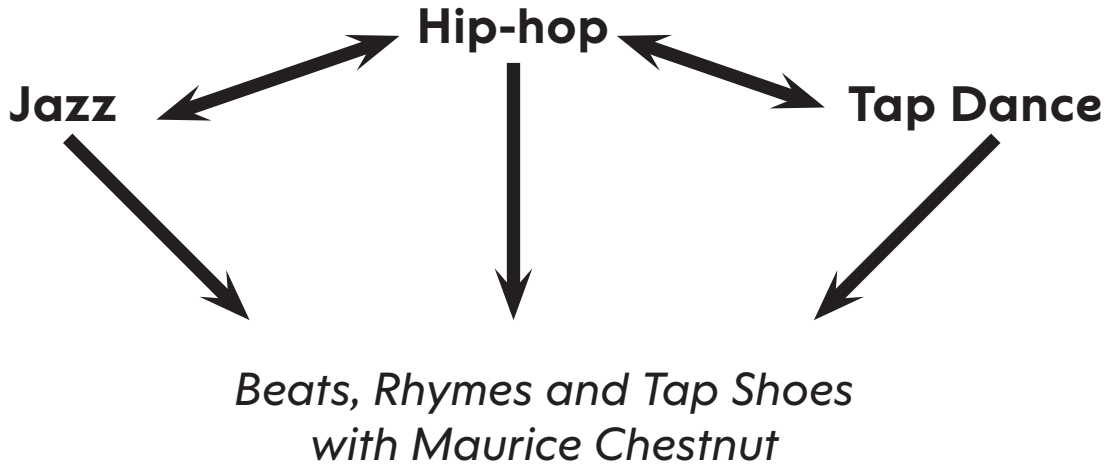 Hip-hop
Jazz
Tap Dance
Beats, Rhymes and Tap Shoes
with Maurice Chestnut